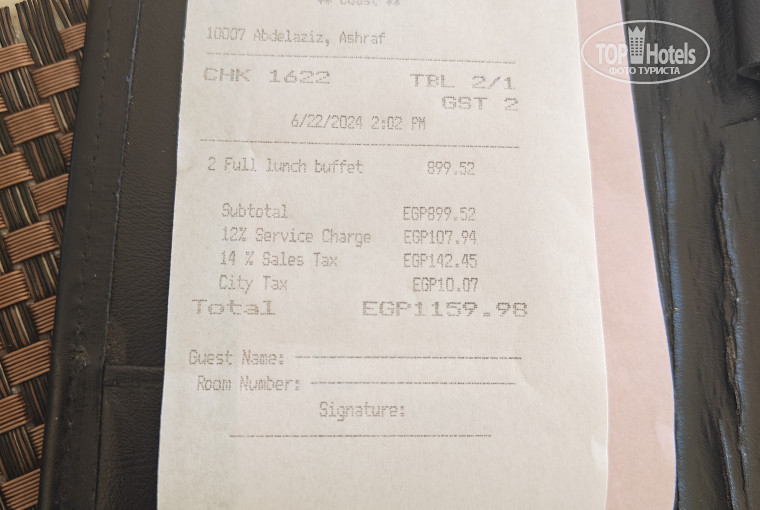 TOP Hotels
ФОТО ТУРИСТА
** Guest **
10007 Abdelaziz, Ashraf
CHK 1622 TBL 2/1
GST 2
6/22/2024 2:02 PM
2 Full lunch buffet 899.52
Subtotal EGP899.52
12% Service Charge EGP107.94
14 % Sales Tax EGP142.45
City Tax EGP10.07
Total EGP1159.98
Guest Name:
Room Number:
Signature: